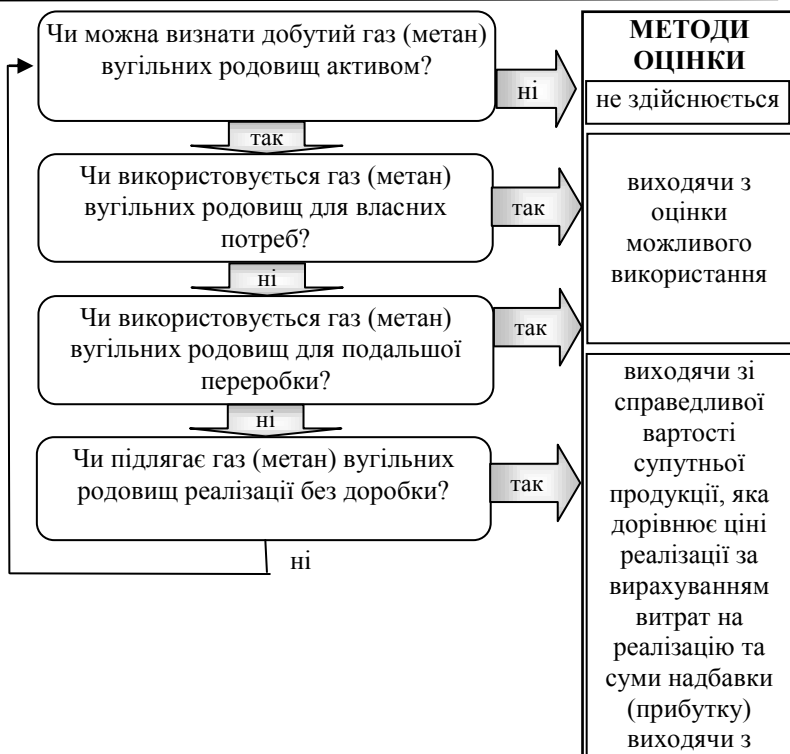 Чи можна визнати добутий газ (метан)
вугільних родовищ активом?
ні
так
Чи використовується газ (метан)
вугільних родовищ для власних
потреб?
так
ні
Чи використовується газ (метан)
вугільних родовищ для подальшої
переробки?
так
ні
Чи підлягає газ (метан) вугільних
родовищ реалізації без доробки?
так
ні
МЕТОДИ
ОЦІНКИ
не здійснюється
виходячи з
оцінки
можливого
використання
виходячи зі
справедливої
вартості
супутньої
продукції, яка
дорівнює ціні
реалізації за
вирахуванням
витрат на
реалізацію та
суми надбавки
(прибутку)
виходячи з